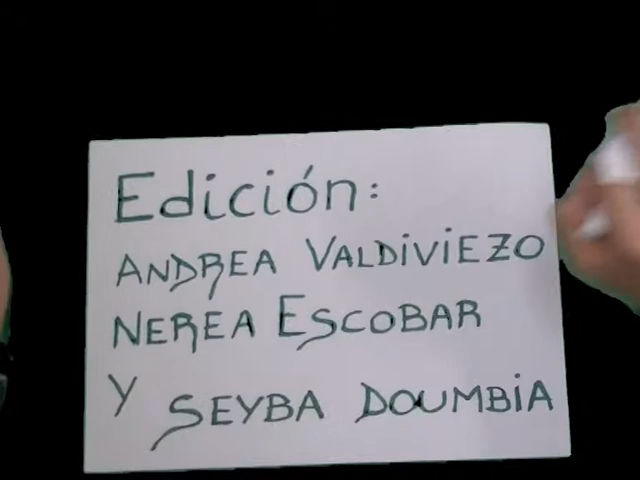 Edición:
ANDREA VALDIVIEZO
NEREA ESCOBAR
Y SEYBA DOUMBIA